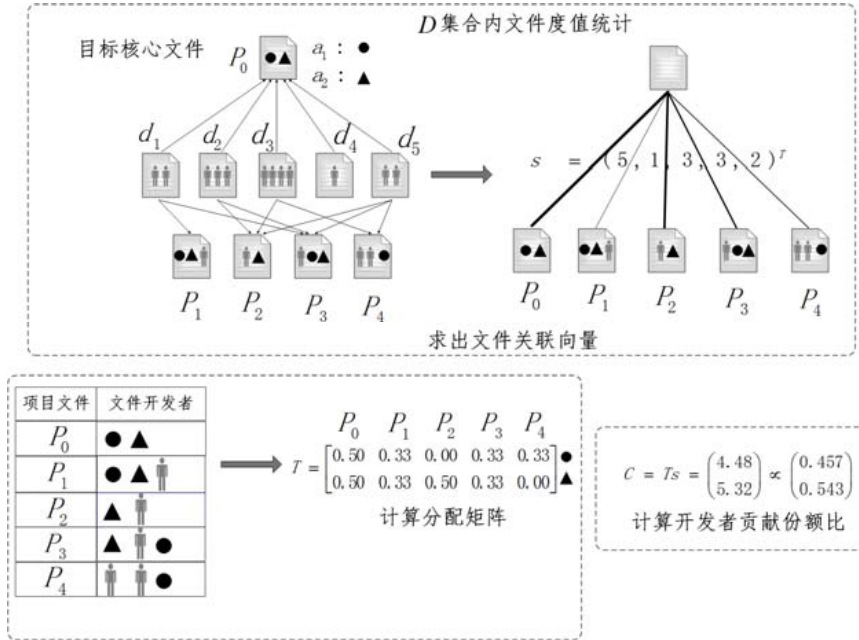 D集合内文件度值统计
目标核心文件
P₀
a₁ : ●
a₂ : ▲
d₁ d₂ d₃ d₄ d₅
s = (5, 1, 3, 3, 2)ᵀ
P₁ P₂ P₃ P₄
P₀ P₁ P₂ P₃ P₄
求出文件关联向量
项目文件 文件开发者
P₀ ● ▲
P₁ ● ▲
P₂ ▲
P₃ ▲ ●
P₄ ●
P₀ P₁ P₂ P₃ P₄
T = [0.50 0.33 0.00 0.33 0.33] ●
[0.50 0.33 0.50 0.33 0.00] ▲
计算分配矩阵
C = Ts = (4.48 5.32) ∝ (0.457 0.543)
计算开发者贡献份额比